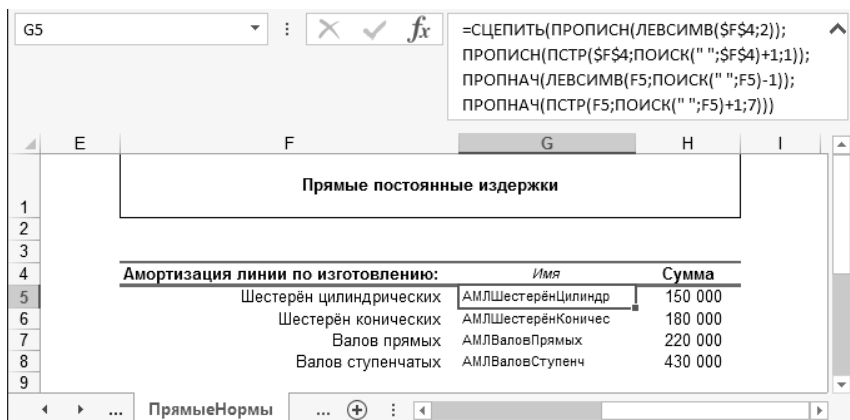 G5
fx
=СЦЕПИТЬ(ПРОПИСН(ЛЕВСИМВ($F$4;2));
ПРОПИСН(ПСТР($F$4;ПОИСК(" ";$F$4)+1;1));
ПРОПНАЧ(ЛЕВСИМВ(F5;ПОИСК(" ";F5)-1));
ПРОПНАЧ(ПСТР(F5;ПОИСК(" ";F5)+1;7)))
E F G H I
1 Прямые постоянные издержки
2
3
4 Амортизация линии по изготовлению: Имя Сумма
5 Шестерён цилиндрических АМЛШестерёнЦилиндр 150 000
6 Шестерён конических АМЛШестерёнКоничес 180 000
7 Валов прямых АМЛВаловПрямых 220 000
8 Валов ступенчатых АМЛВаловСтупенч 430 000
9
... ПрямыеНормы ...